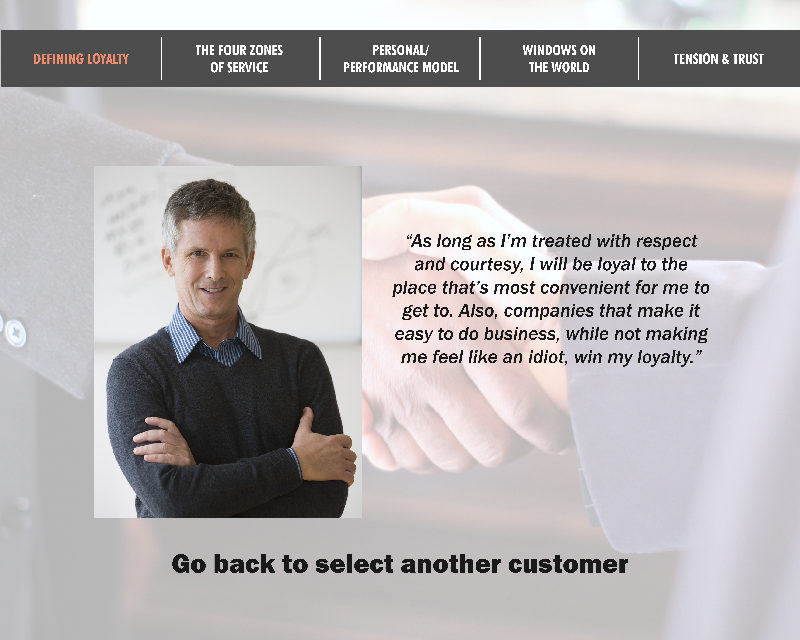 DEFINING LOYALTY
THE FOUR ZONES
OF SERVICE
PERSONAL/
PERFORMANCE MODEL
WINDOWS ON
THE WORLD
TENSION & TRUST
“As long as I’m treated with respect
and courtesy, I will be loyal to the
place that’s most convenient for me to
get to. Also, companies that make it
easy to do business, while not making
me feel like an idiot, win my loyalty.”
Go back to select another customer